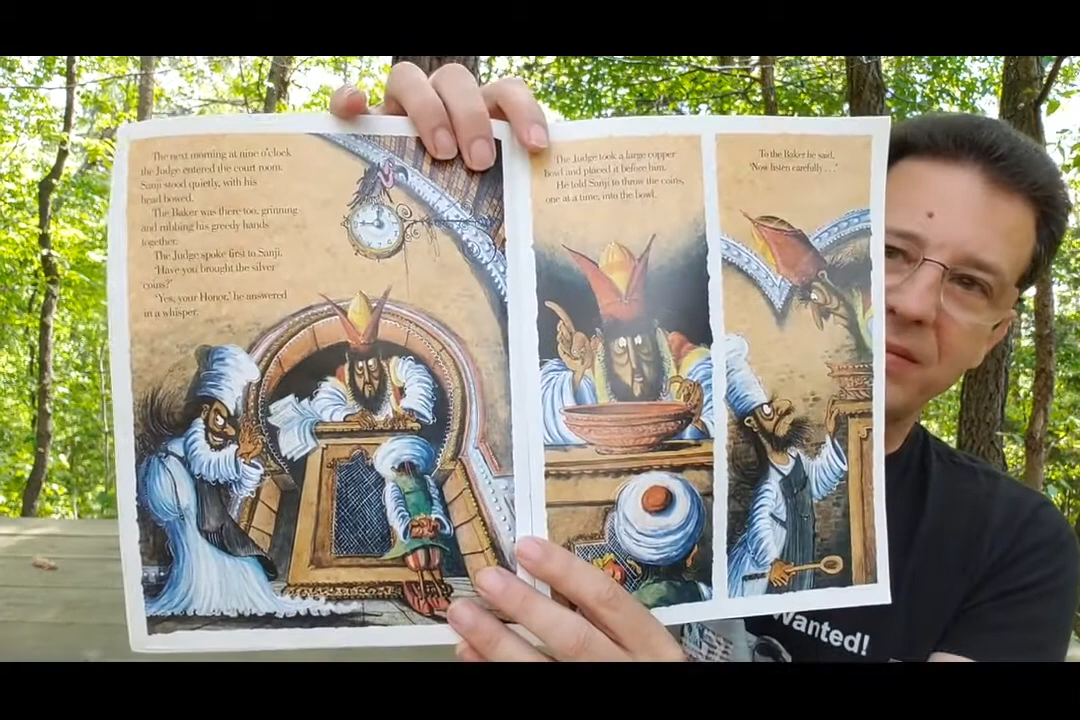 The next morning at nine o'clock
the Judge entered the court room.
Sanji stood quietly, with his
head bowed.
The Baker was there too, grinning
and rubbing his greedy hands
together.
The Judge spoke first to Sanji.
'Have you brought the silver
coins?'
'Yes, your Honor,' he answered
in a whisper.
The Judge took a large copper
bowl and placed it before him.
He told Sanji to throw the coins,
one at a time, into the bowl.
To the Baker he said,
'Now listen carefully . . .'
Wanted!